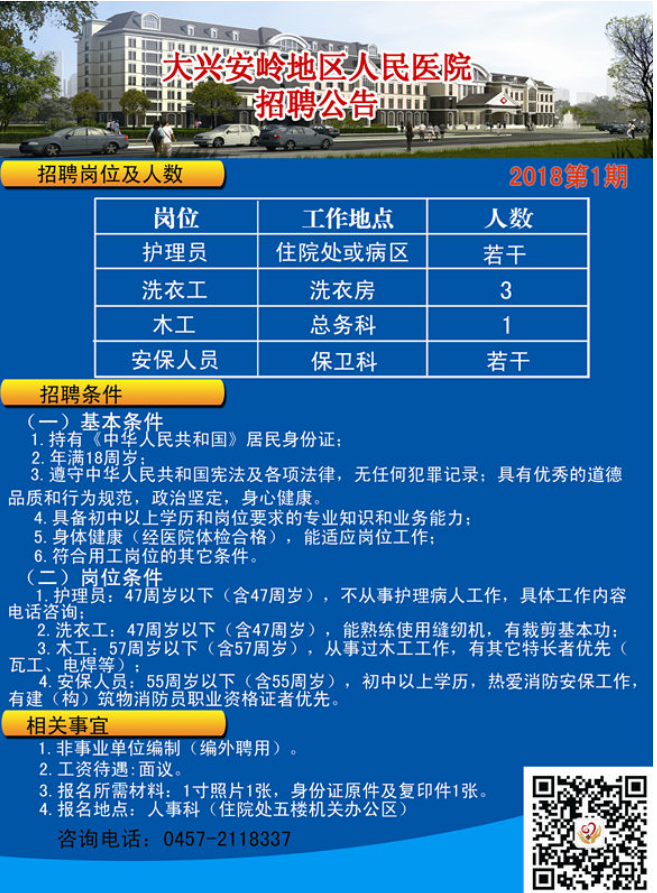 大兴安岭地区人民医院
招聘公告
招聘岗位及人数
2018第1期
岗位 工作地点 人数
护理员 住院处或病区 若干
洗衣工 洗衣房 3
木工 总务科 1
安保人员 保卫科 若干
招聘条件
（一）基本条件
1.持有《中华人民共和国》居民身份证；
2.年满18周岁；
3.遵守中华人民共和国宪法及各项法律，无任何犯罪记录；具有优秀的道德
品质和行为规范，政治坚定，身心健康。
4.具备初中以上学历和岗位要求的专业知识和业务能力；
5.身体健康（经医院体检合格），能适应岗位工作；
6.符合用工岗位的其它条件。
（二）岗位条件
1.护理员：47周岁以下（含47周岁），不从事护理病人工作，具体工作内容
电话咨询；
2.洗衣工：47周岁以下（含47周岁），能熟练使用缝纫机，有裁剪基本功；
3.木工：57周岁以下（含57周岁），从事过木工工作，有其它特长者优先（
瓦工、电焊等）；
4.安保人员：55周岁以下（含55周岁），初中以上学历，热爱消防安保工作，
有建（构）筑物消防员职业资格证者优先。
相关事宜
1.非事业单位编制（编外聘用）。
2.工资待遇:面议。
3.报名所需材料：1寸照片1张，身份证原件及复印件1张。
4.报名地点：人事科（住院处五楼机关办公区）
咨询电话：0457-2118337